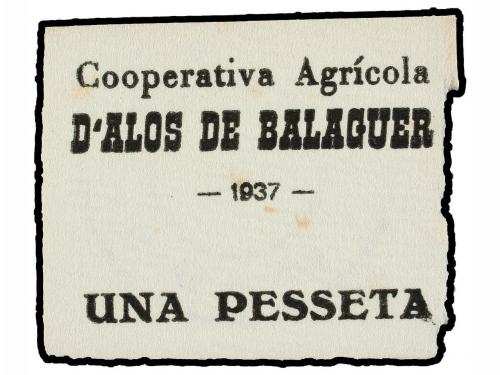 Cooperativa Agrícola
D'ALOS DE BALAGUER
— 1937 —
UNA PESSETA